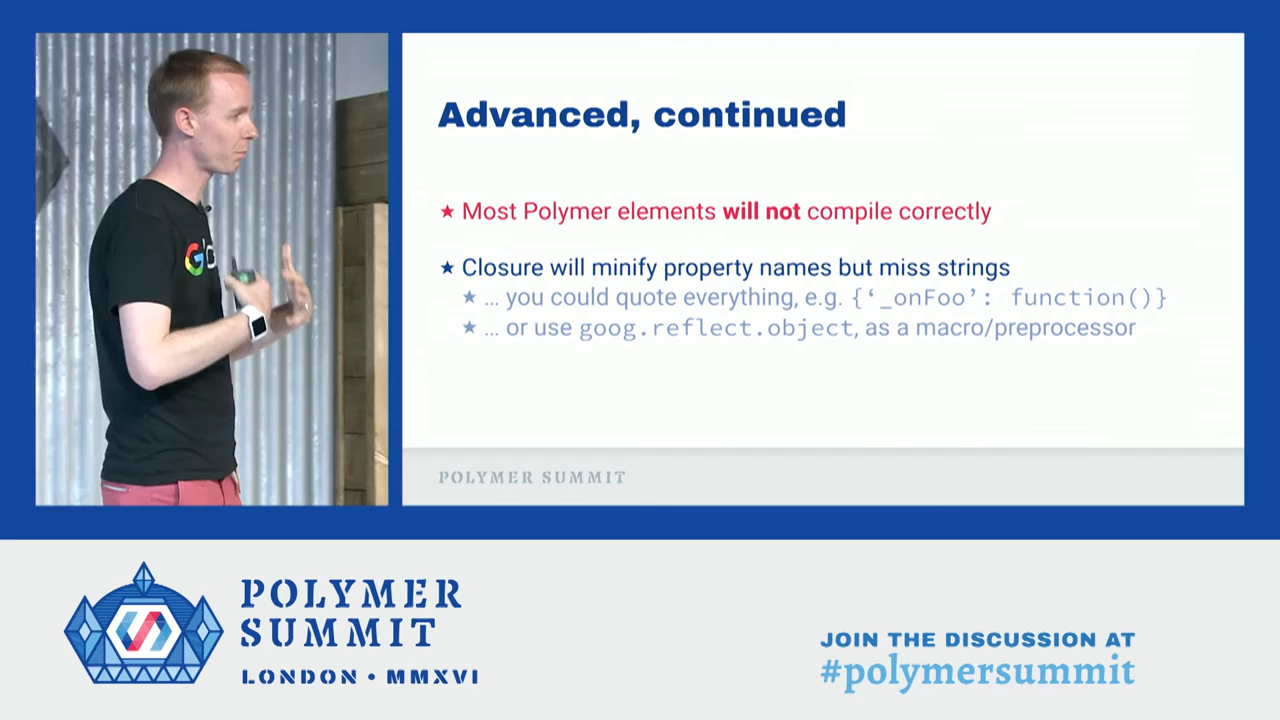 Advanced, continued
★ Most Polymer elements will not compile correctly
★ Closure will minify property names but miss strings
★ … you could quote everything, e.g. {‘_onFoo’: function()}
★ … or use goog.reflect.object, as a macro/preprocessor
POLYMER SUMMIT
POLYMER
SUMMIT
LONDON • MMXVI
JOIN THE DISCUSSION AT
#polymersummit